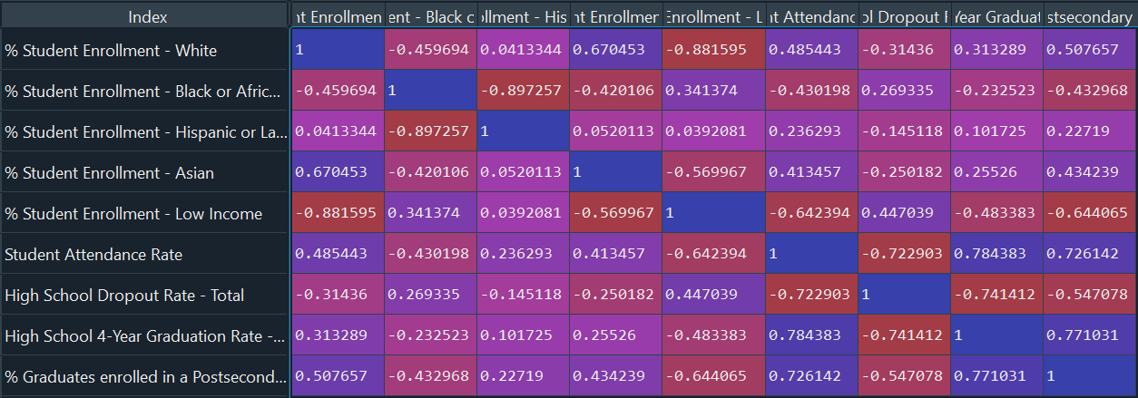 Index nt Enrollmen ent - Black o ollment - His nt Enrollmer Enrollment - L nt Attendanc ol Dropout F Year Graduat stsecondary
% Student Enrollment - White 1 -0.459694 0.0413344 0.670453 -0.881595 0.485443 -0.31436 0.313289 0.507657
% Student Enrollment - Black or Afric... -0.459694 1 -0.897257 -0.420106 0.341374 -0.430198 0.269335 -0.232523 -0.432968
% Student Enrollment - Hispanic or La... 0.0413344 -0.897257 1 0.0520113 0.0392081 0.236293 -0.145118 0.101725 0.22719
% Student Enrollment - Asian 0.670453 -0.420106 0.0520113 1 -0.569967 0.413457 -0.250182 0.25526 0.434239
% Student Enrollment - Low Income -0.881595 0.341374 0.0392081 -0.569967 1 -0.642394 0.447039 -0.483383 -0.644065
Student Attendance Rate 0.485443 -0.430198 0.236293 0.413457 -0.642394 1 -0.722903 0.784383 0.726142
High School Dropout Rate - Total -0.31436 0.269335 -0.145118 -0.250182 0.447039 -0.722903 1 -0.741412 -0.547078
High School 4-Year Graduation Rate -... 0.313289 -0.232523 0.101725 0.25526 -0.483383 0.784383 -0.741412 1 0.771031
% Graduates enrolled in a Postsecond... 0.507657 -0.432968 0.22719 0.434239 -0.644065 0.726142 -0.547078 0.771031 1